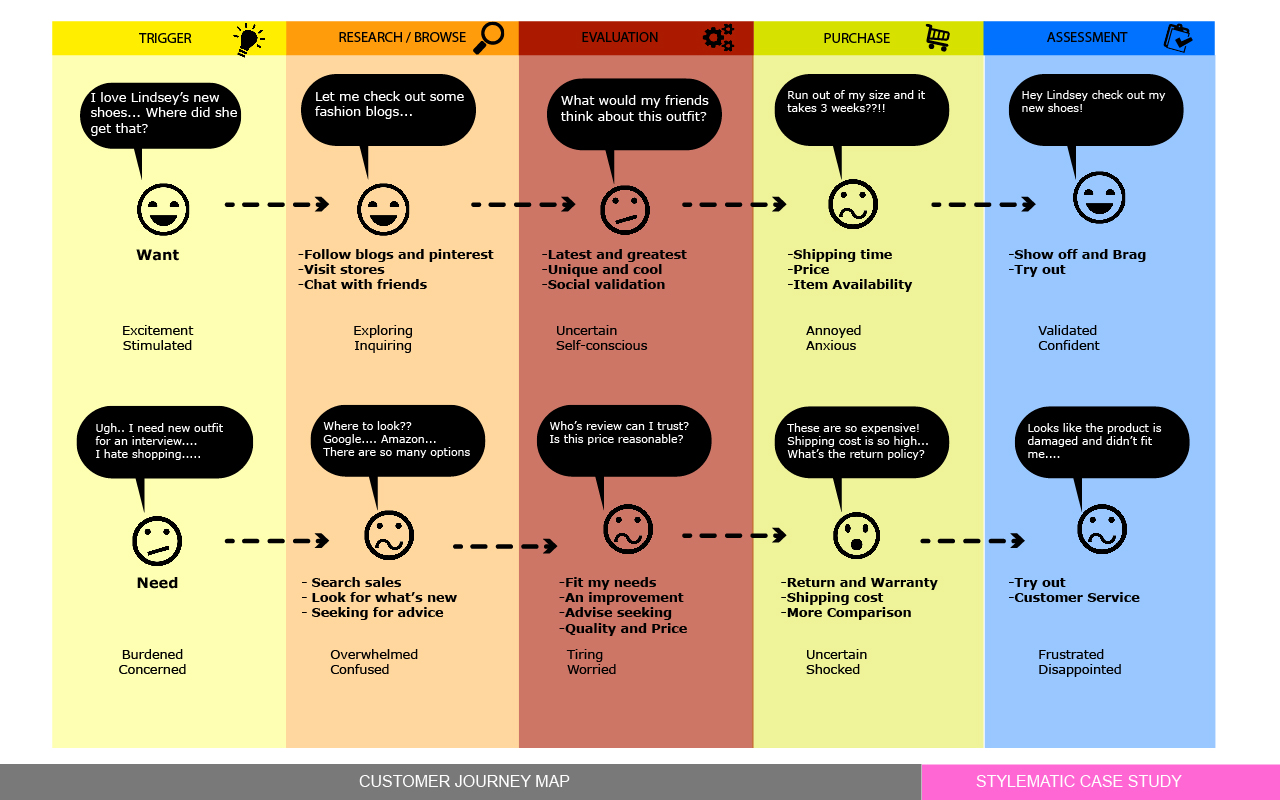 TRIGGER
RESEARCH / BROWSE
EVALUATION
PURCHASE
ASSESSMENT
I love Lindsey's new
shoes... Where did she
get that?
Let me check out some
fashion blogs...
What would my friends
think about this outfit?
Run out of my size and it
takes 3 weeks??!!
Hey Lindsey check out my
new shoes!
Want
-Follow blogs and pinterest
-Visit stores
-Chat with friends
-Latest and greatest
-Unique and cool
-Social validation
-Shipping time
-Price
-Item Availability
-Show off and Brag
-Try out
Excitement
Stimulated
Exploring
Inquiring
Uncertain
Self-conscious
Annoyed
Anxious
Validated
Confident
Ugh.. I need new outfit
for an interview....
I hate shopping.....
Where to look??
Google.... Amazon...
There are so many options
Who's review can I trust?
Is this price reasonable?
These are so expensive!
Shipping cost is so high...
What's the return policy?
Looks like the product is
damaged and didn't fit
me....
Need
- Search sales
- Look for what's new
- Seeking for advice
-Fit my needs
-An improvement
-Advise seeking
-Quality and Price
-Return and Warranty
-Shipping cost
-More Comparison
-Try out
-Customer Service
Burdened
Concerned
Overwhelmed
Confused
Tiring
Worried
Uncertain
Shocked
Frustrated
Disappointed
CUSTOMER JOURNEY MAP
STYLEMATIC CASE STUDY